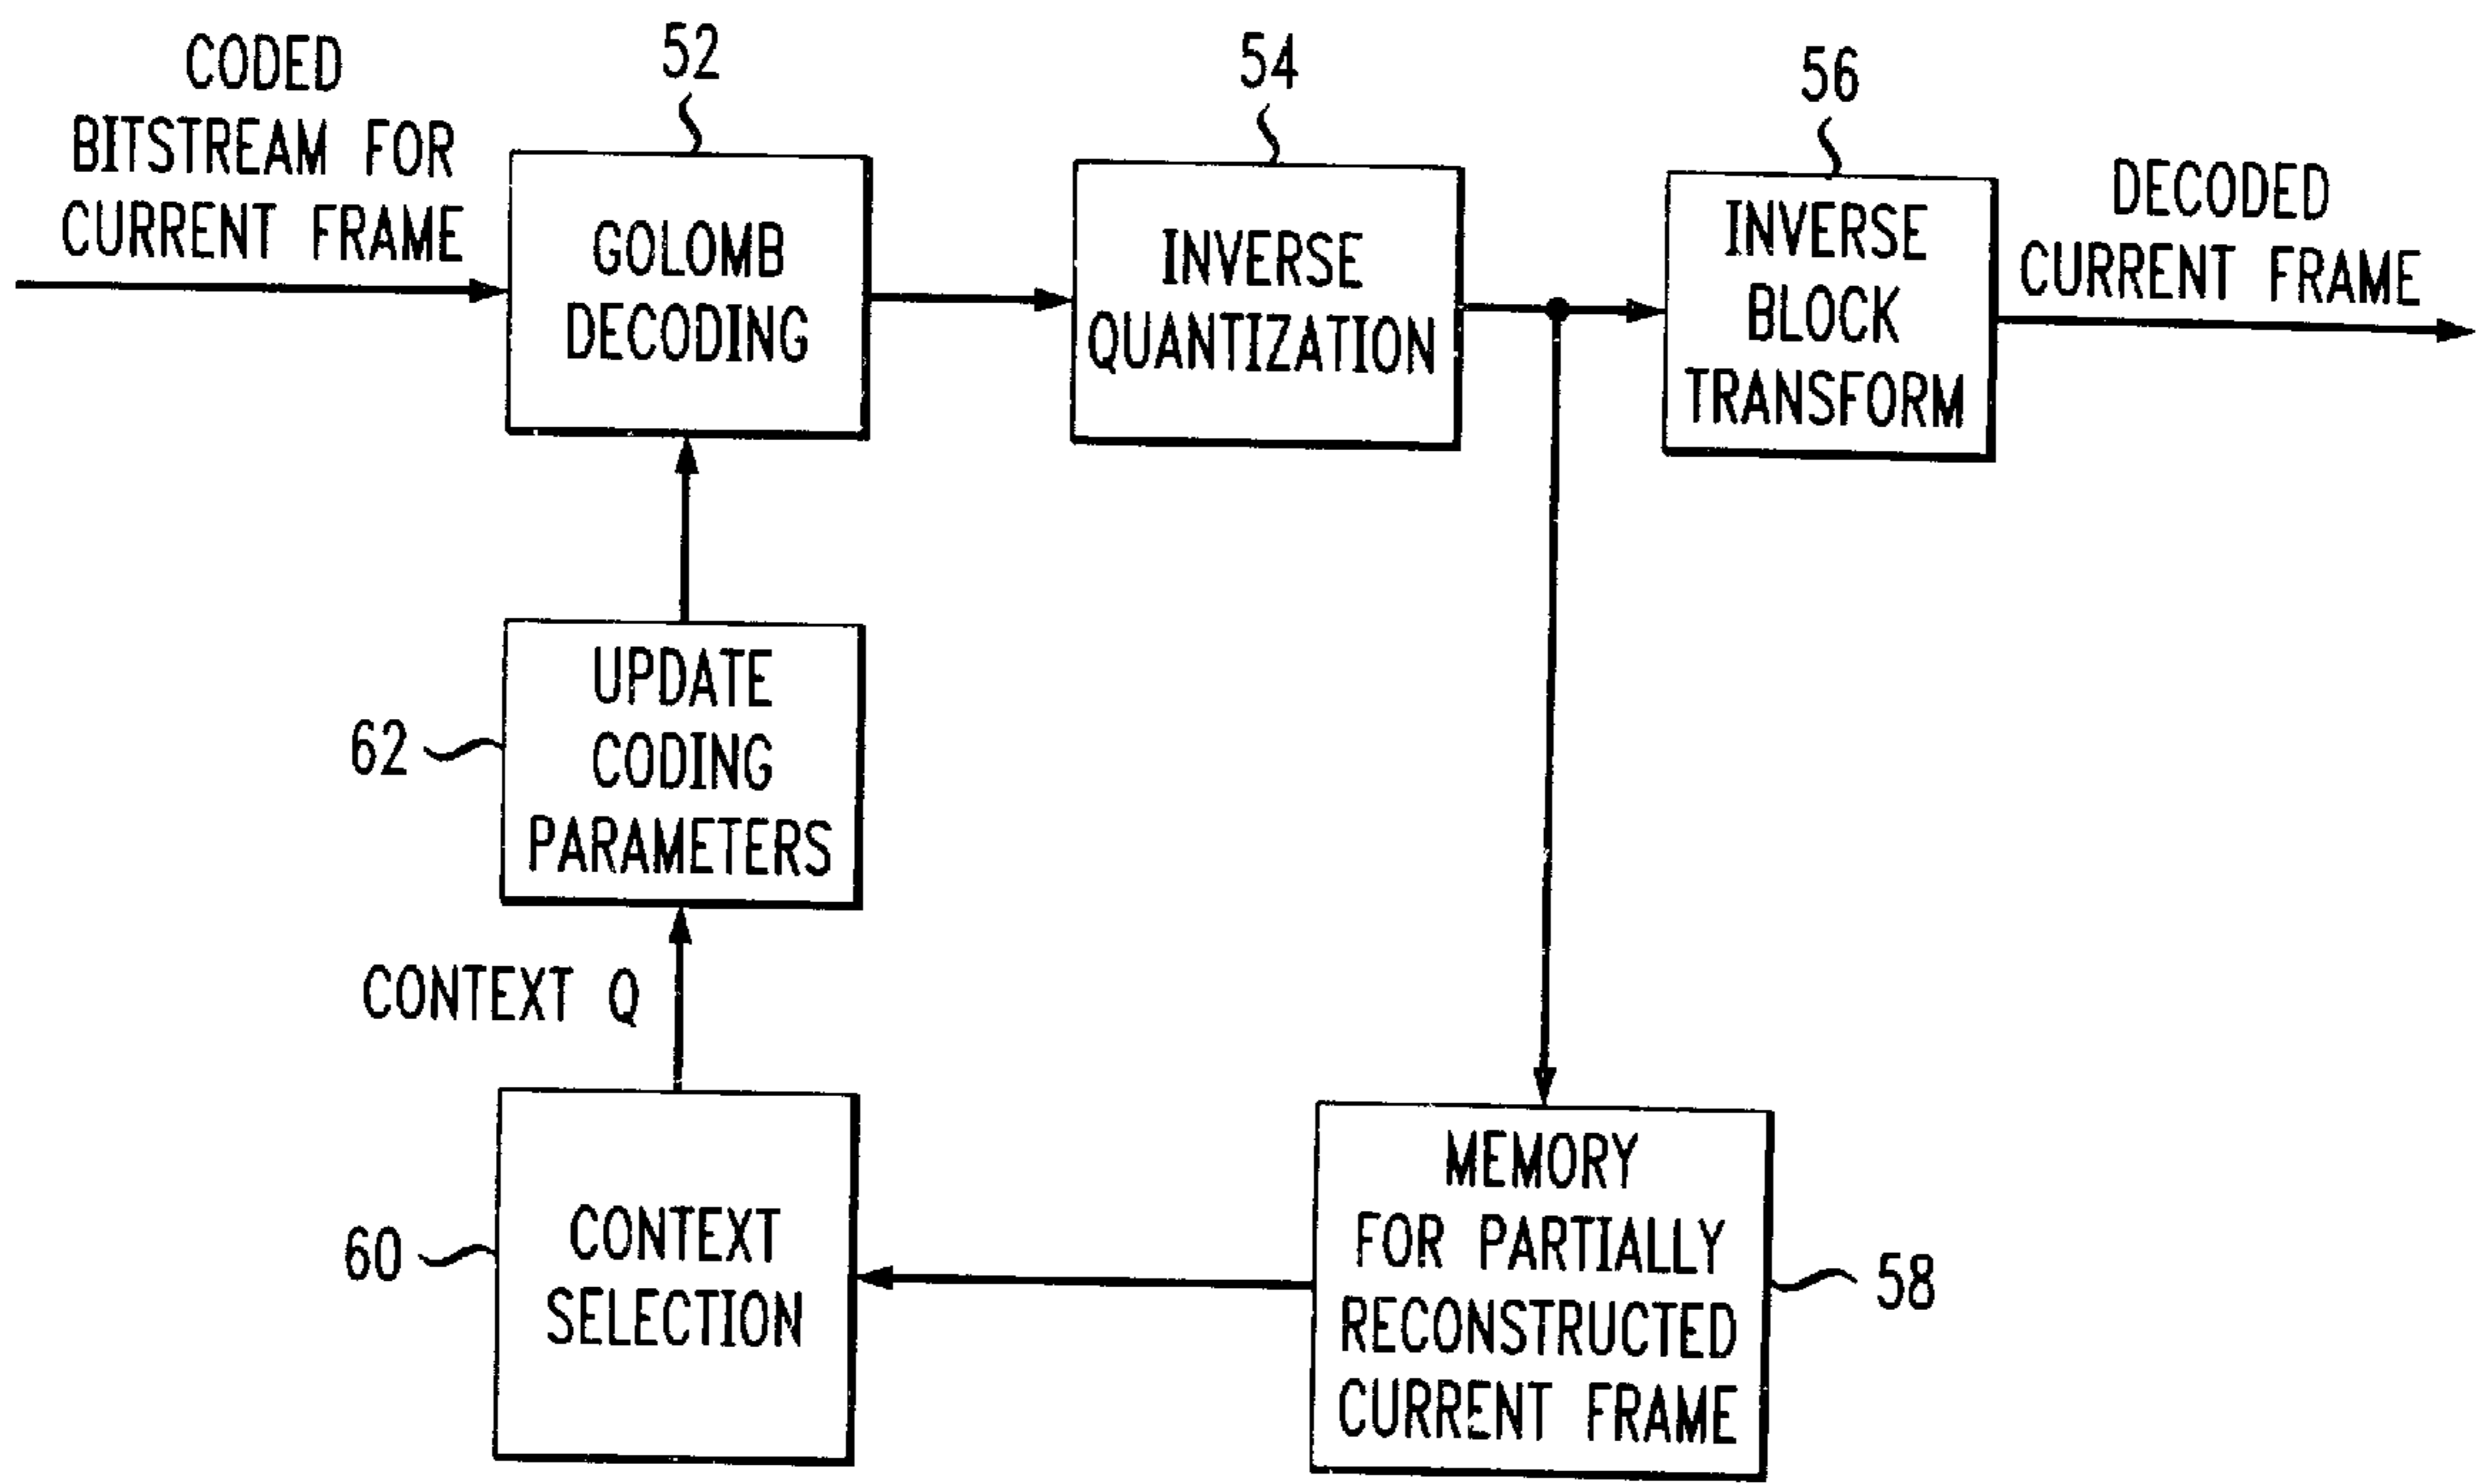 CODED
BITSTREAM FOR
CURRENT FRAME
52
GOLOMB
DECODING
54
INVERSE
QUANTIZATION
56
INVERSE
BLOCK
TRANSFORM
DECODED
CURRENT FRAME
62
UPDATE
CODING
PARAMETERS
CONTEXT Q
60
CONTEXT
SELECTION
MEMORY
FOR PARTIALLY
RECONSTRUCTED
CURRENT FRAME
58